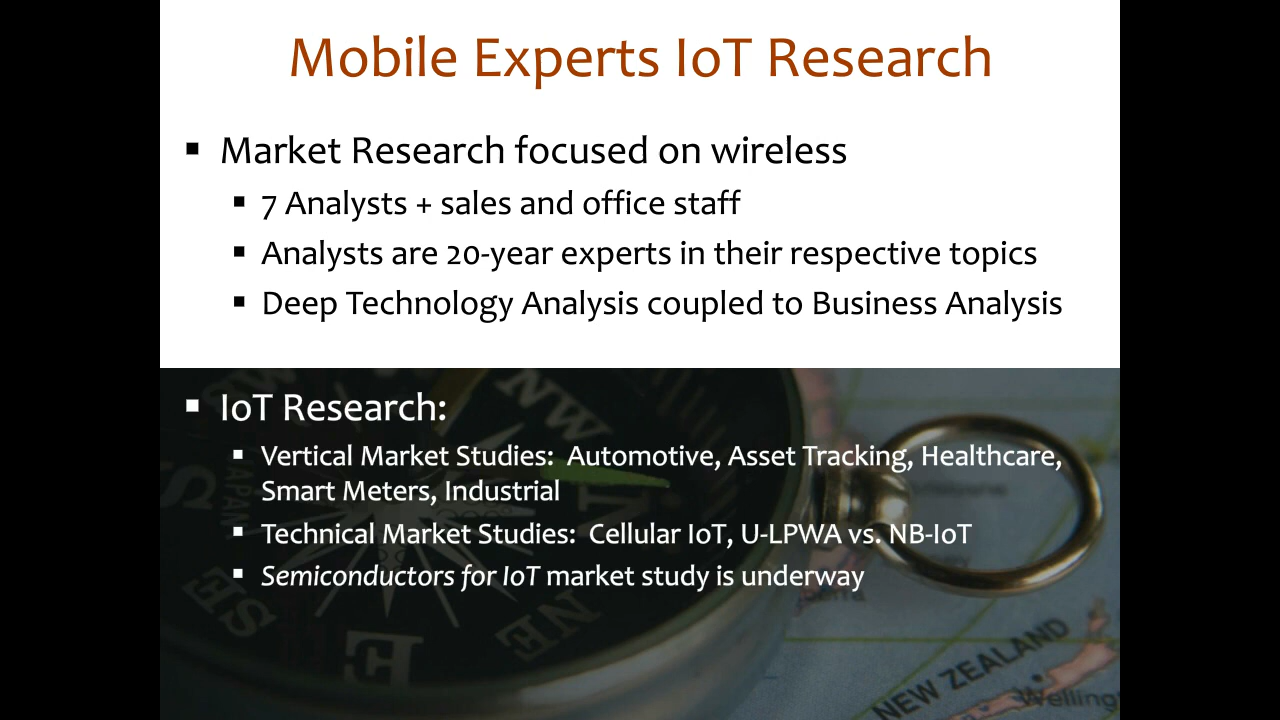 Mobile Experts IoT Research
▪ Market Research focused on wireless
▪ 7 Analysts + sales and office staff
▪ Analysts are 20-year experts in their respective topics
▪ Deep Technology Analysis coupled to Business Analysis
▪ IoT Research:
▪ Vertical Market Studies: Automotive, Asset Tracking, Healthcare,
Smart Meters, Industrial
▪ Technical Market Studies: Cellular IoT, U-LPWA vs. NB-IoT
▪ Semiconductors for IoT market study is underway
NW
N
NE
E
SE
S
NEW ZEALAND